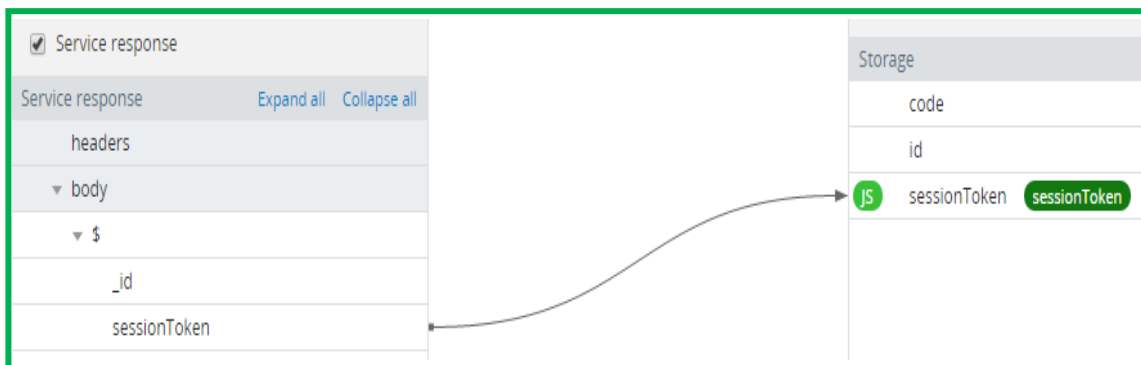 Service response
Service response Expand all Collapse all
headers
body
$
_id
sessionToken
Storage
code
id
JS sessionToken sessionToken